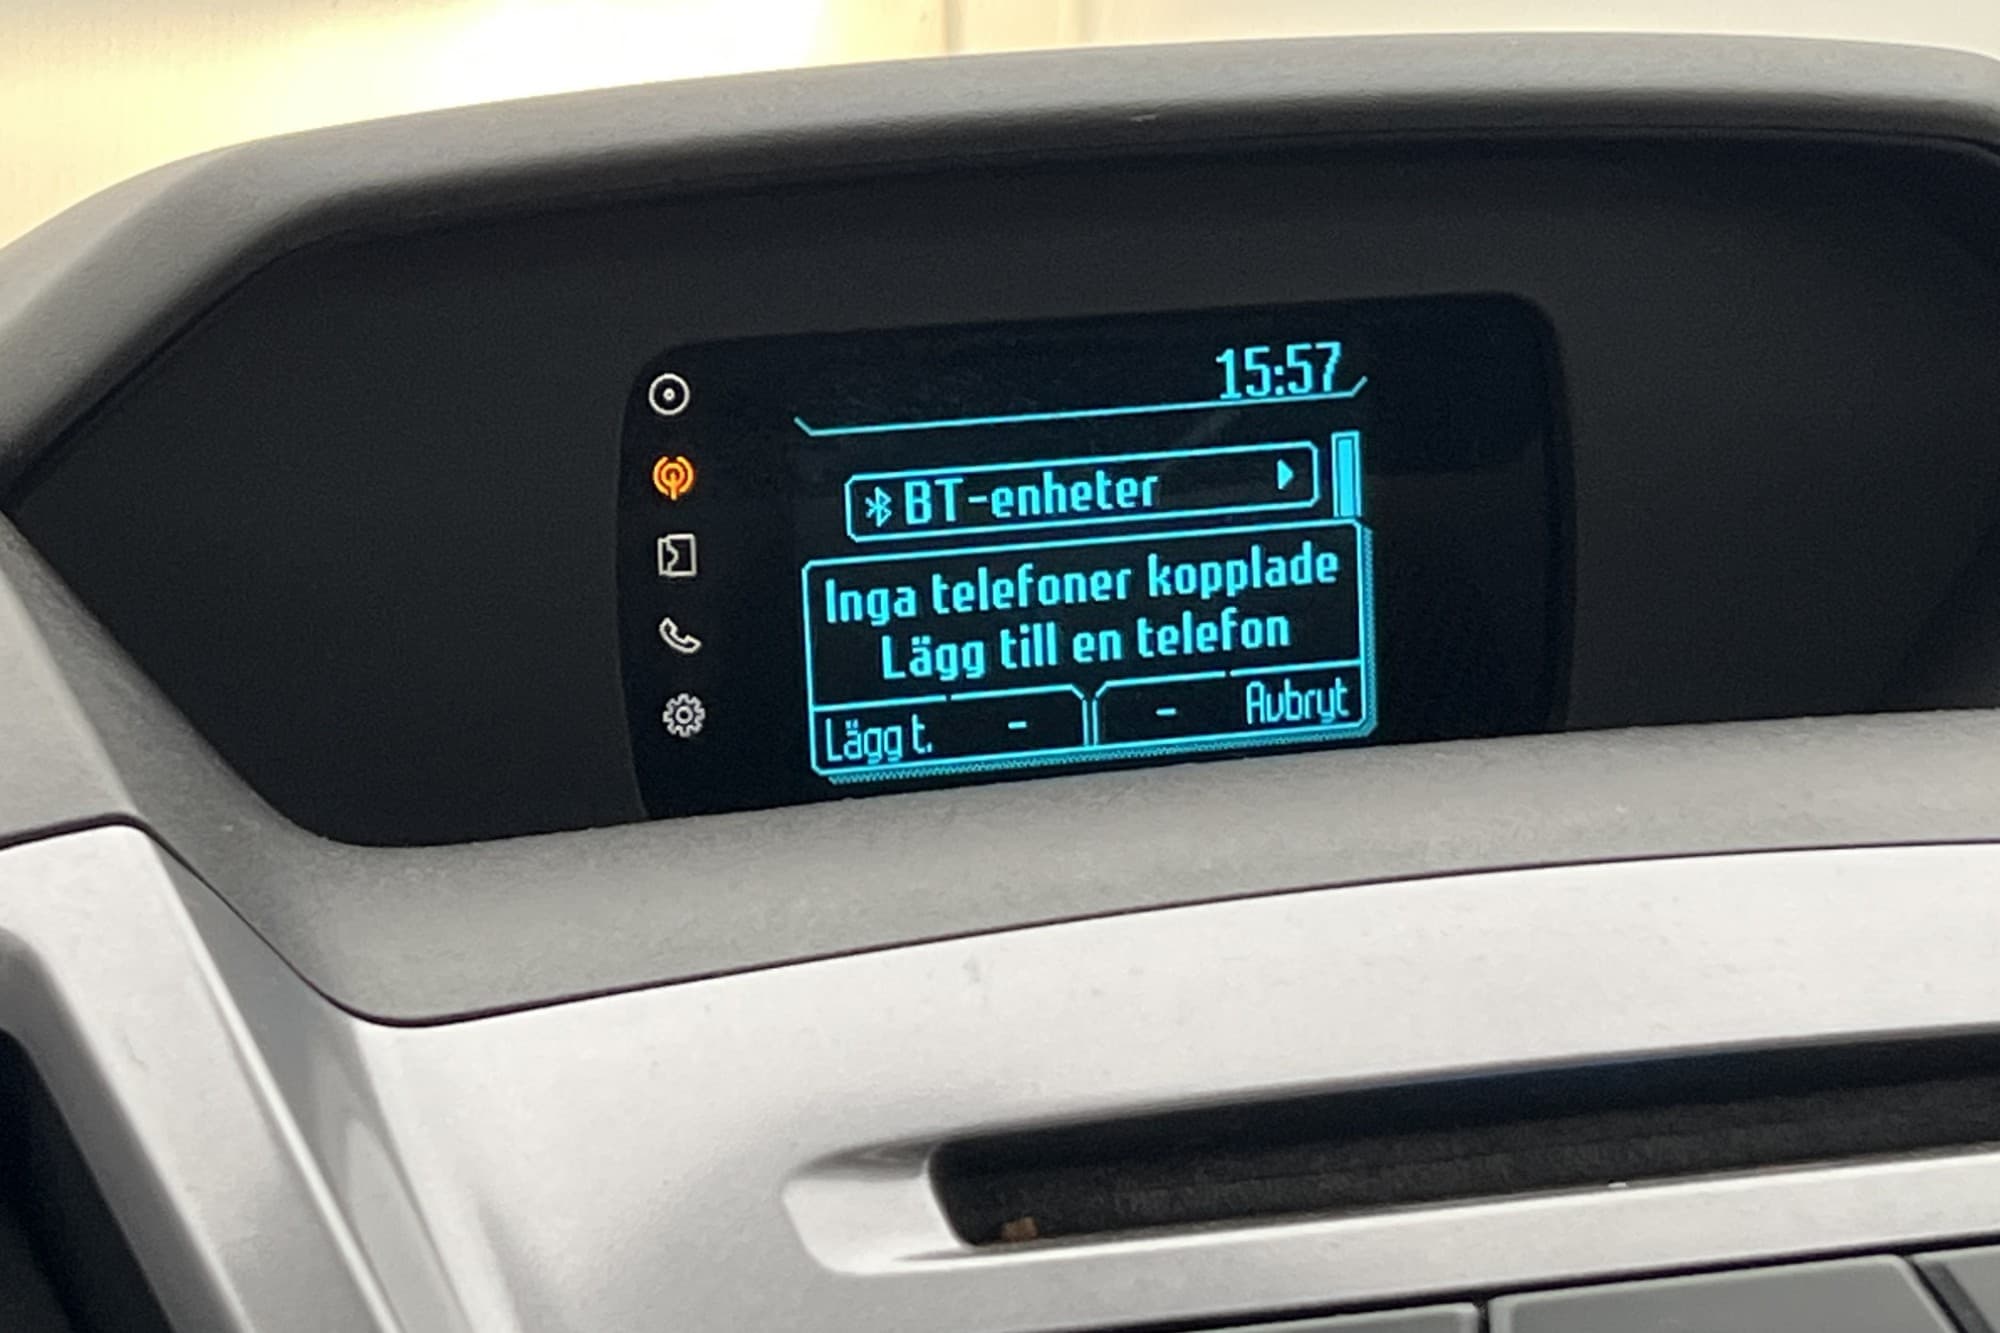 15:57
BT-enheter
Inga telefoner kopplade
Lägg till en telefon
Lägg t. - - Avbryt